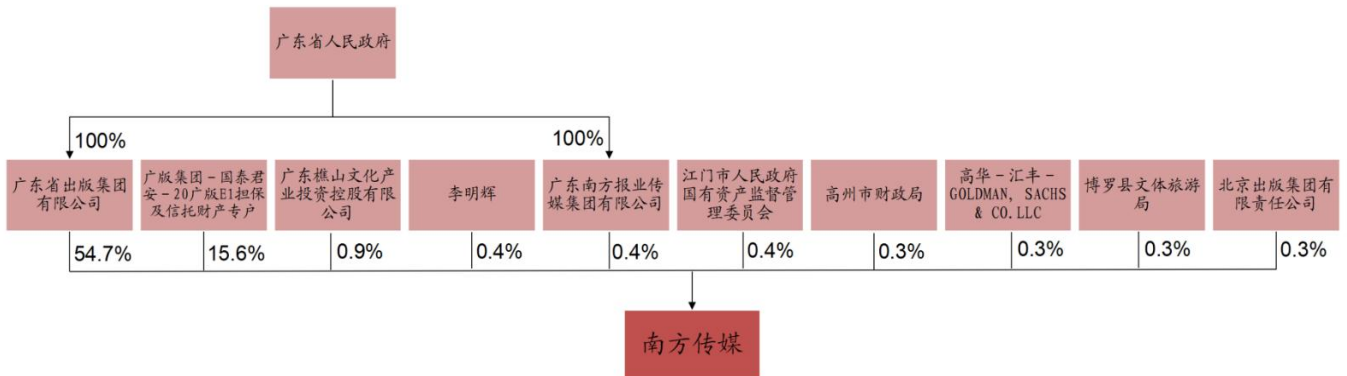 广东省人民政府
100%
100%
广东省出版集团
有限公司
广版集团－国泰君
安－20广版E1担保
及信托财产专户
广东樵山文化产
业投资控股有限
公司
李明辉
广东南方报业传
媒集团有限公司
江门市人民政府
国有资产监督管
理委员会
高州市财政局
高华－汇丰－
GOLDMAN, SACHS
& CO.LLC
博罗县文体旅游
局
北京出版集团有
限责任公司
54.7%
15.6%
0.9%
0.4%
0.4%
0.4%
0.3%
0.3%
0.3%
0.3%
南方传媒